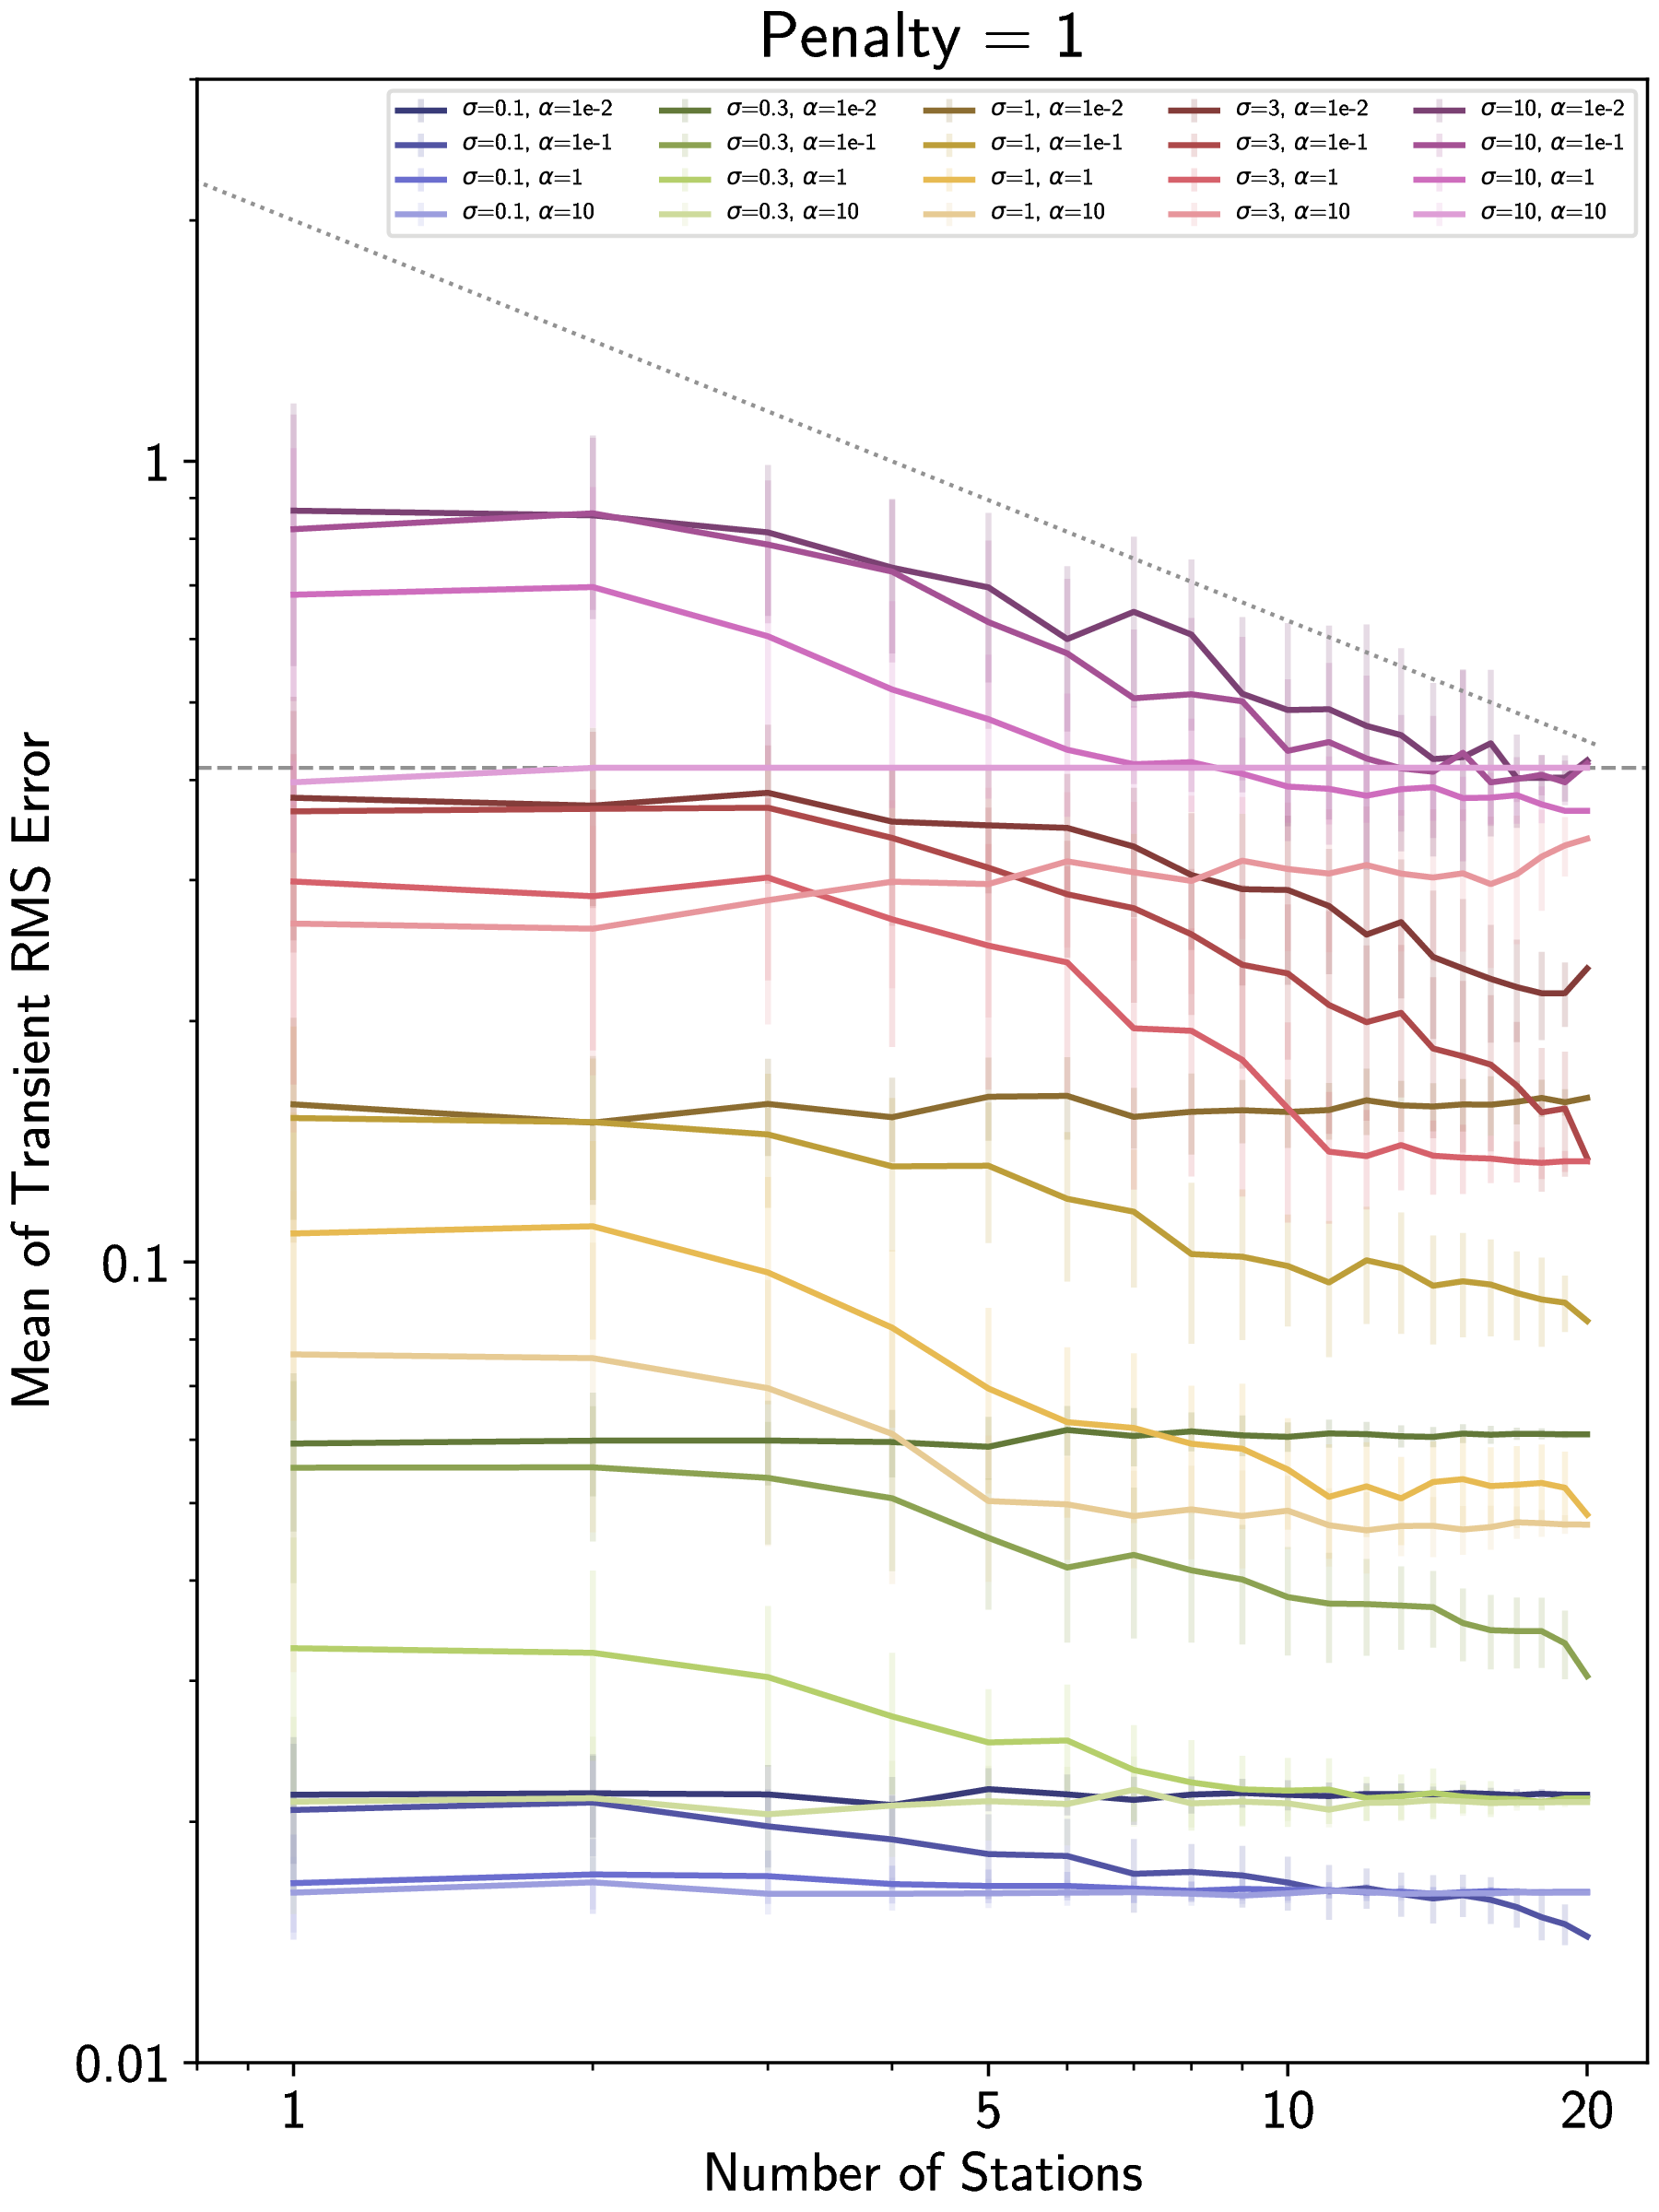 Penalty = 1
σ=0.1, α=1e-2 σ=0.3, α=1e-2 σ=1, α=1e-2 σ=3, α=1e-2 σ=10, α=1e-2
σ=0.1, α=1e-1 σ=0.3, α=1e-1 σ=1, α=1e-1 σ=3, α=1e-1 σ=10, α=1e-1
σ=0.1, α=1 σ=0.3, α=1 σ=1, α=1 σ=3, α=1 σ=10, α=1
σ=0.1, α=10 σ=0.3, α=10 σ=1, α=10 σ=3, α=10 σ=10, α=10
Mean of Transient RMS Error
1
0.1
0.01
1 5 10 20
Number of Stations